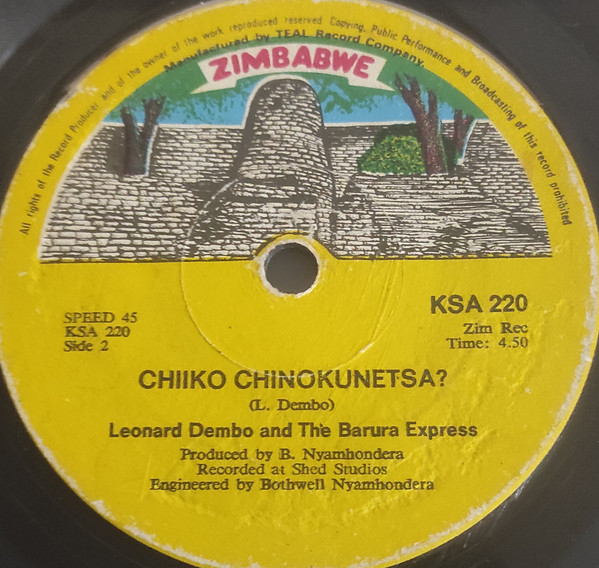 All rights of the Record Producer and of the owner of the work reproduced reserved Copying, Public Performance and Broadcasting of this record prohibited
Manufactured by TEAL Record Company.
ZIMBABWE
SPEED 45
KSA 220
Side 2
KSA 220
Zim Rec
Time: 4.50
CHIIKO CHINOKUNETSA?
(L. Dembo)
Leonard Dembo and The Barura Express
Produced by B. Nyamhondera
Recorded at Shed Studios
Engineered by Bothwell Nyamhondera